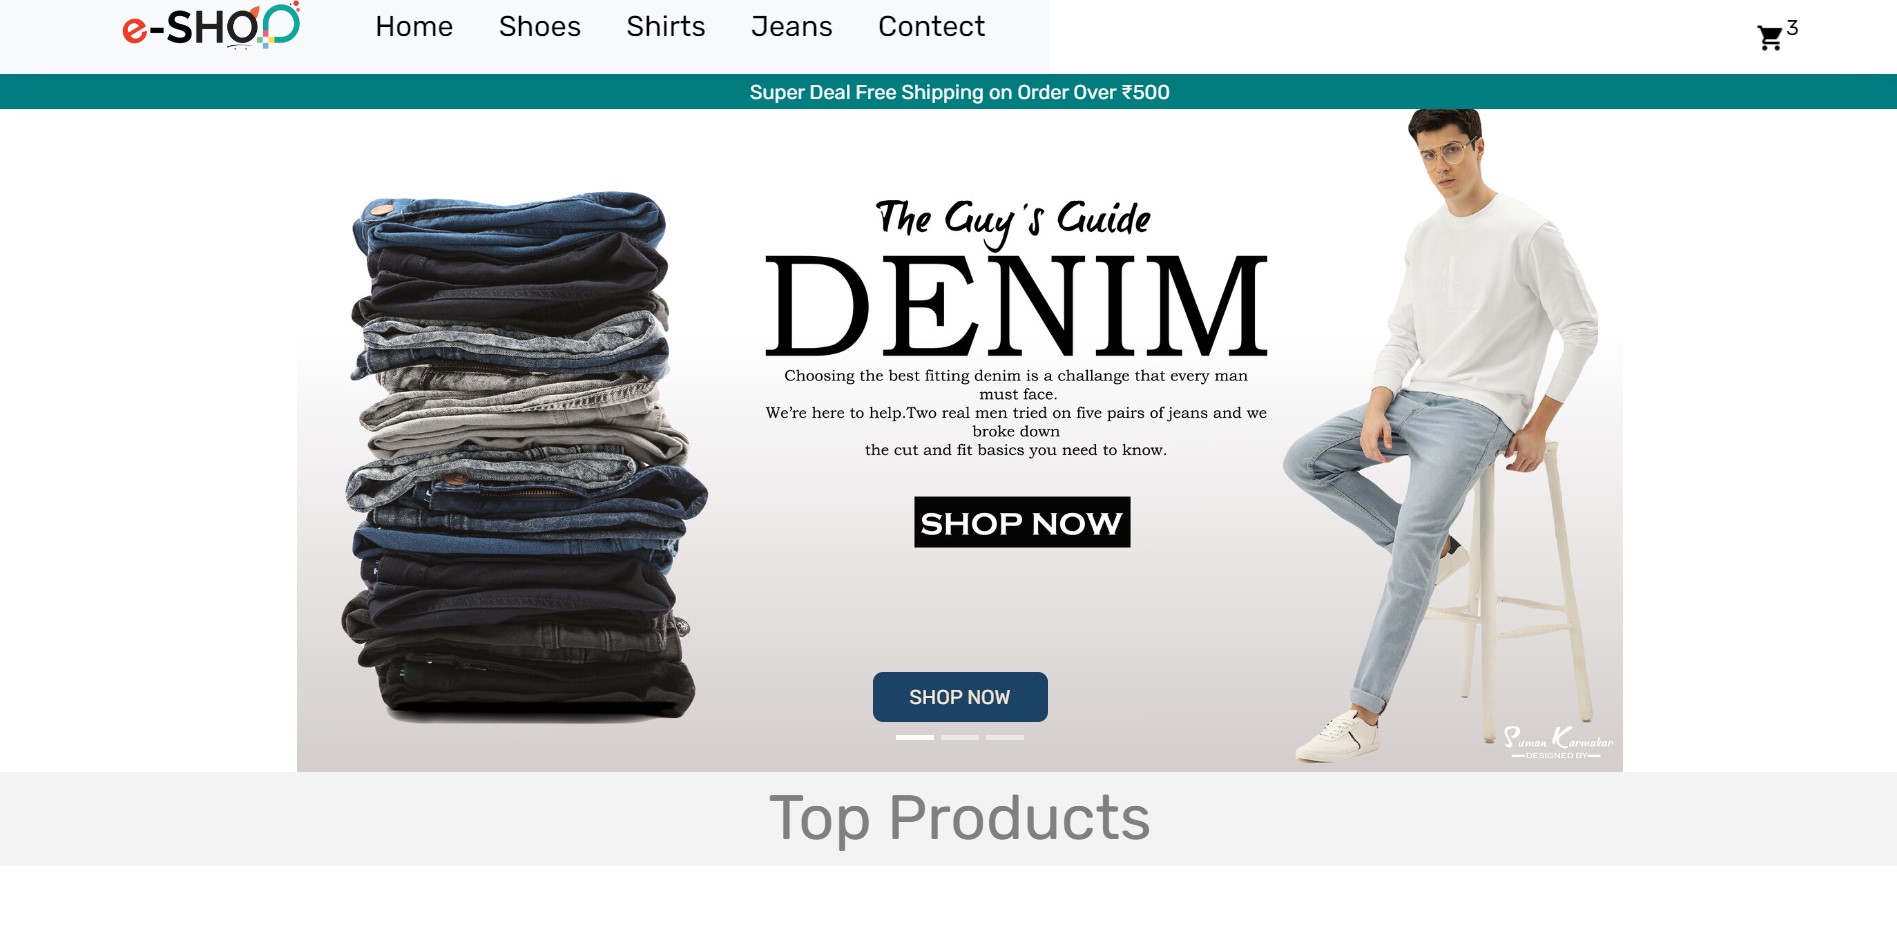 e-SHOP
Home Shoes Shirts Jeans Contact
3
Super Deal Free Shipping on Order Over ₹500
The Guy's Guide
DENIM
Choosing the best fitting denim is a challange that every man
must face.
We're here to help.Two real men tried on five pairs of jeans and we
broke down
the cut and fit basics you need to know.
SHOP NOW
SHOP NOW
Suman Karmakar
DESIGNED BY
Top Products